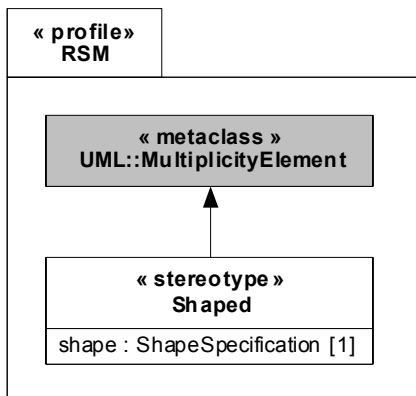 « profile»
RSM
« metaclass »
UML::MultiplicityElement
« stereotype»
Shaped
shape : ShapeSpecification [1]